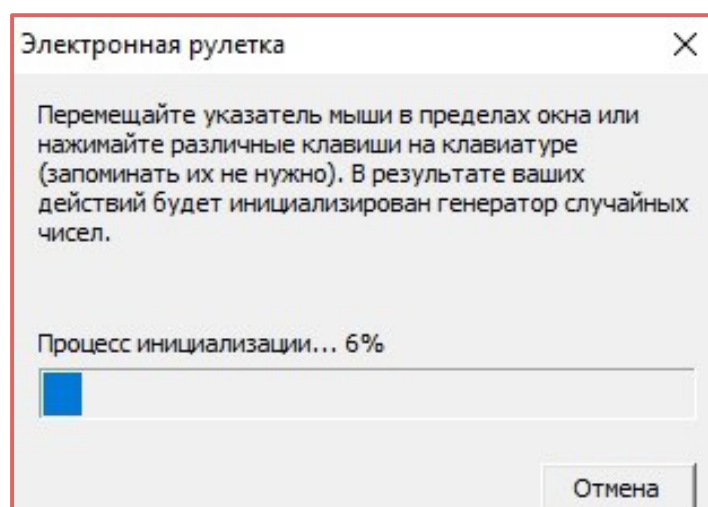 Электронная рулетка
Перемещайте указатель мыши в пределах окна или
нажимайте различные клавиши на клавиатуре
(запоминать их не нужно). В результате ваших
действий будет инициализирован генератор случайных
чисел.
Процесс инициализации... 6%
Отмена